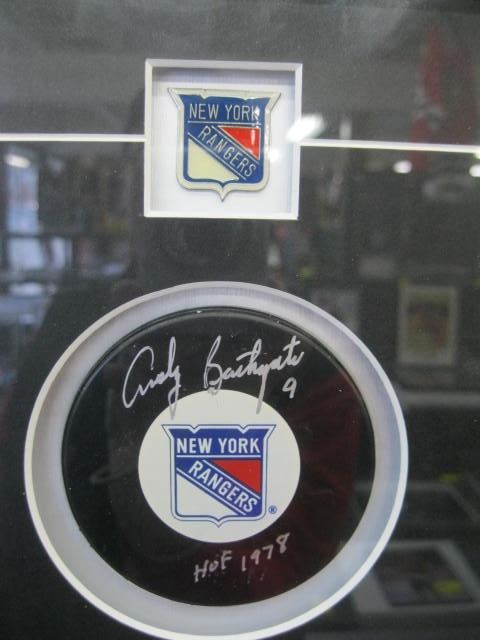 NEW YORK
RANGERS
Andy Bathgate
9
NEW YORK
RANGERS
®
HOF 1978